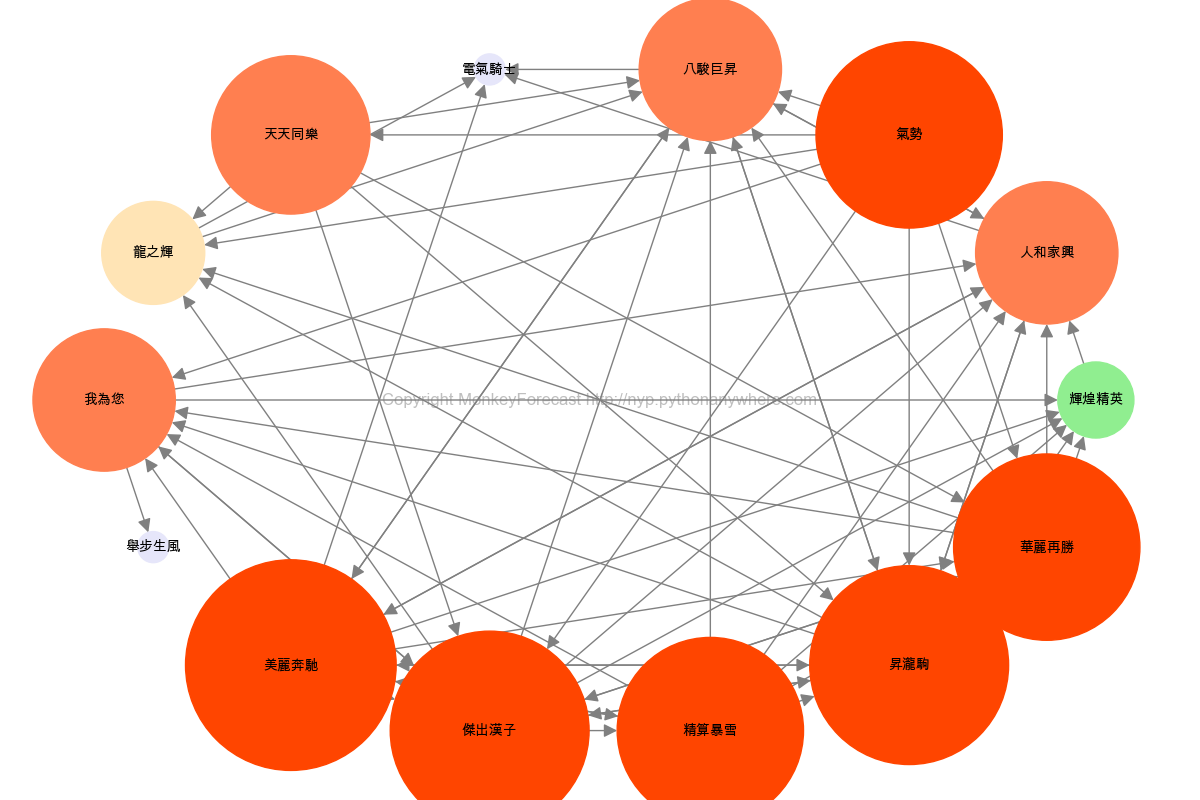 電氣騎士
八駿巨昇
天天同樂
氣勢
龍之輝
人和家興
我為您
Copyright MonkeyForecast http://nyp.pythonanywhere.com
輝煌精英
舉步生風
華麗再勝
美麗奔馳
昇瀧駒
傑出漢子
精算暴雪